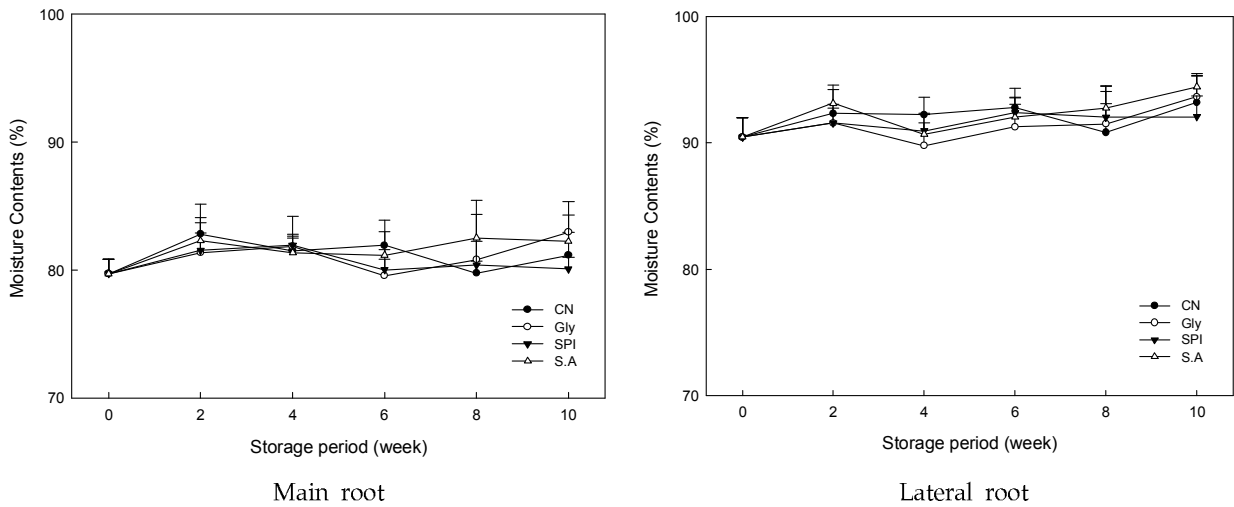 100
90
80
70
Moisture Contents (%)
0 2 4 6 8 10
Storage period (week)
CN
Gly
SPI
S.A
Main root
100
90
80
70
Moisture Contents (%)
0 2 4 6 8 10
Storage period (week)
CN
Gly
SPI
S.A
Lateral root